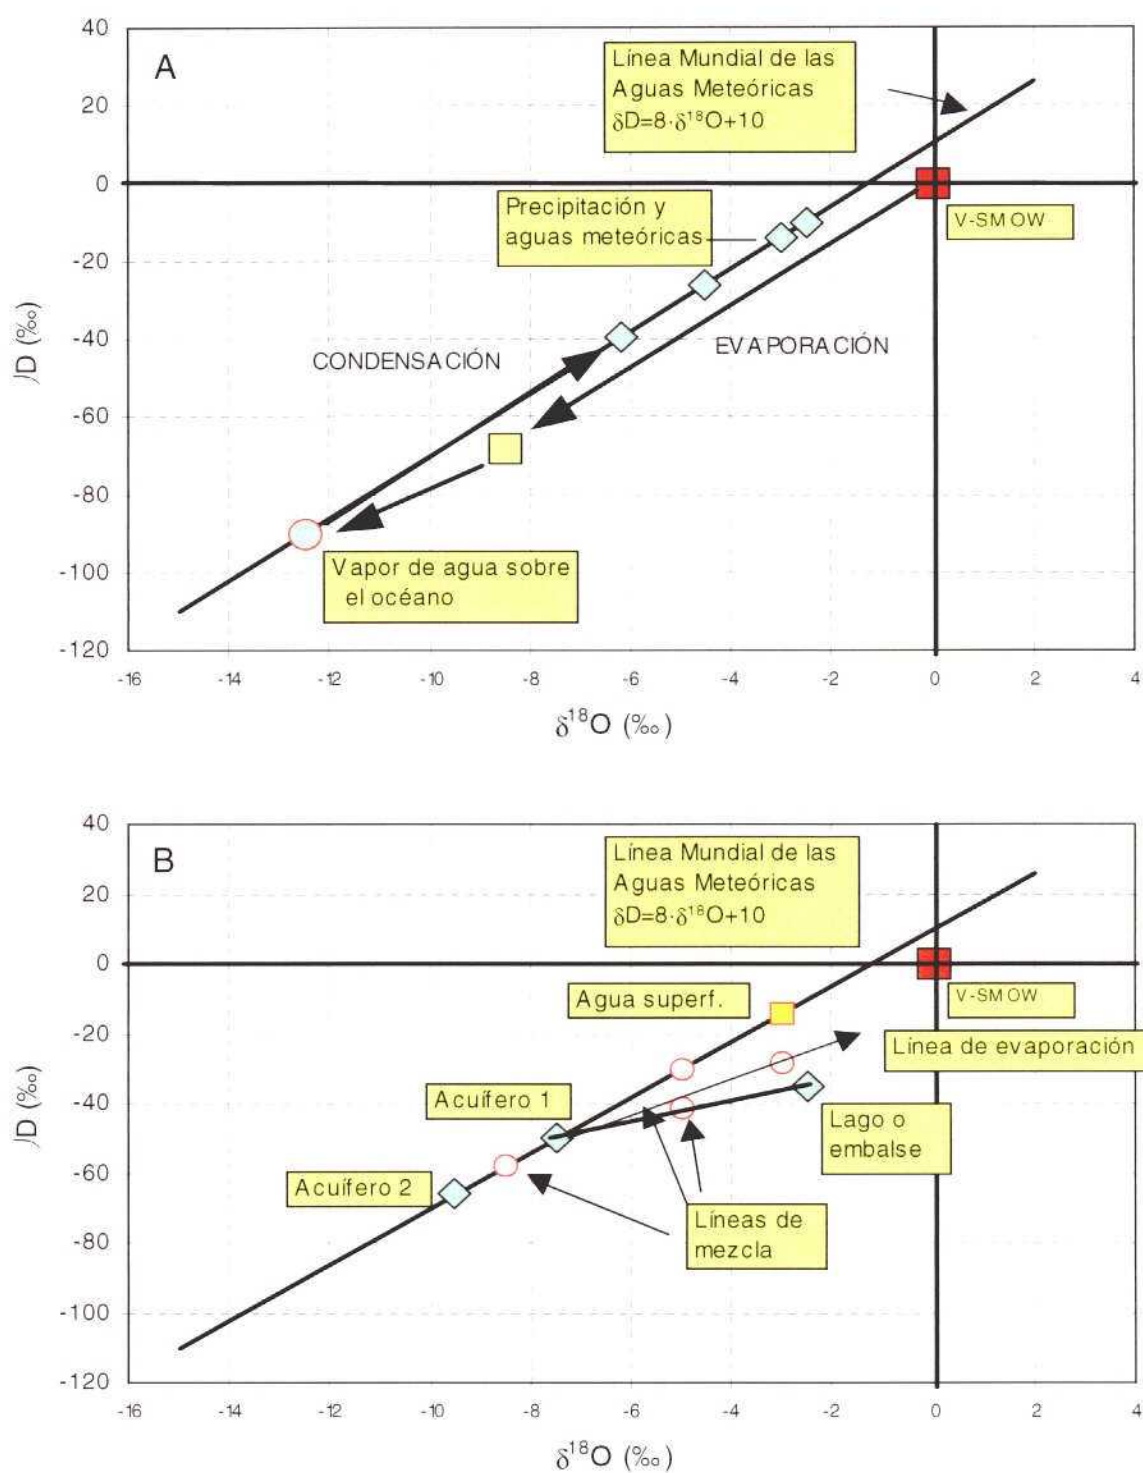 A
Línea Mundial de las
Aguas Meteóricas
δD=8·δ¹⁸O+10
Precipitación y
aguas meteóricas
V-SMOW
CONDENSACIÓN
EVAPORACIÓN
Vapor de agua sobre
el océano
40
20
0
-20
-40
-60
-80
-100
-120
D (‰)
-16
-14
-12
-10
-8
-6
-4
-2
0
2
4
δ¹⁸O (‰)
B
Línea Mundial de las
Aguas Meteóricas
δD=8·δ¹⁸O+10
Agua superf.
V-SMOW
Línea de evaporación
Acuífero 1
Lago o
embalse
Acuífero 2
Líneas de
mezcla
40
20
0
-20
-40
-60
-80
-100
-120
D (‰)
-16
-14
-12
-10
-8
-6
-4
-2
0
2
4
δ¹⁸O (‰)